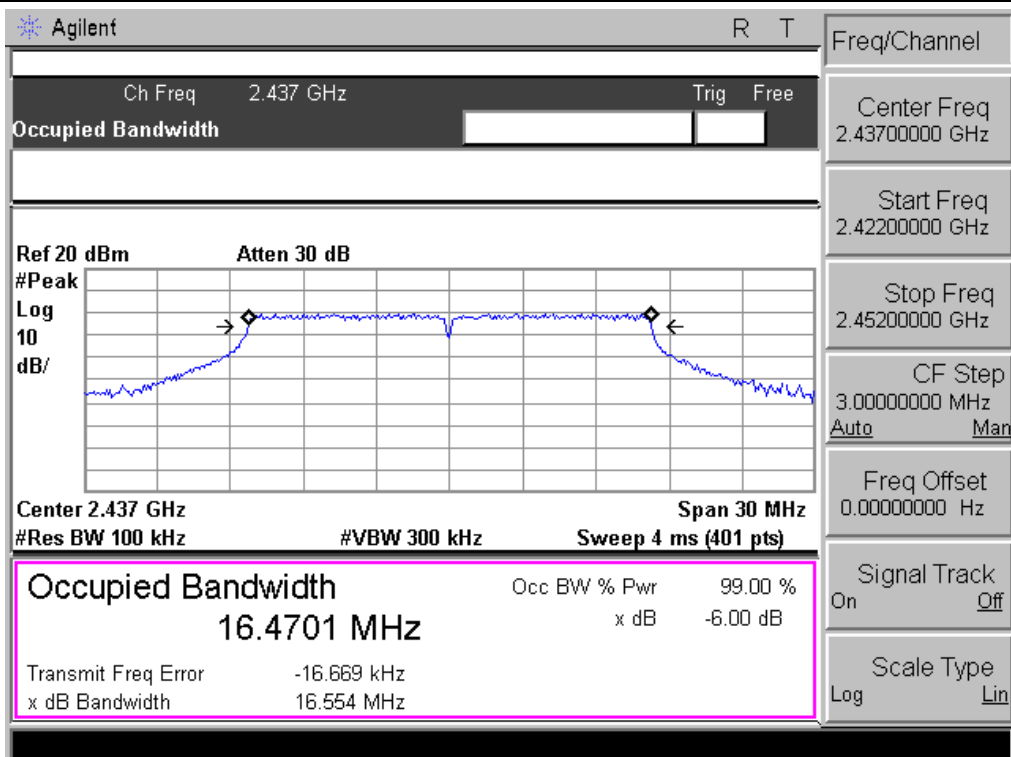 Agilent R T
Ch Freq 2.437 GHz Trig Free
Occupied Bandwidth
Ref 20 dBm Atten 30 dB
#Peak
Log
10
dB/
Center 2.437 GHz Span 30 MHz
#Res BW 100 kHz #VBW 300 kHz Sweep 4 ms (401 pts)
Occupied Bandwidth
16.4701 MHz
Occ BW % Pwr 99.00 %
x dB -6.00 dB
Transmit Freq Error -16.669 kHz
x dB Bandwidth 16.554 MHz
Freq/Channel
Center Freq
2.43700000 GHz
Start Freq
2.42200000 GHz
Stop Freq
2.45200000 GHz
CF Step
3.00000000 MHz
Auto Man
Freq Offset
0.00000000 Hz
Signal Track
On Off
Scale Type
Log Lin